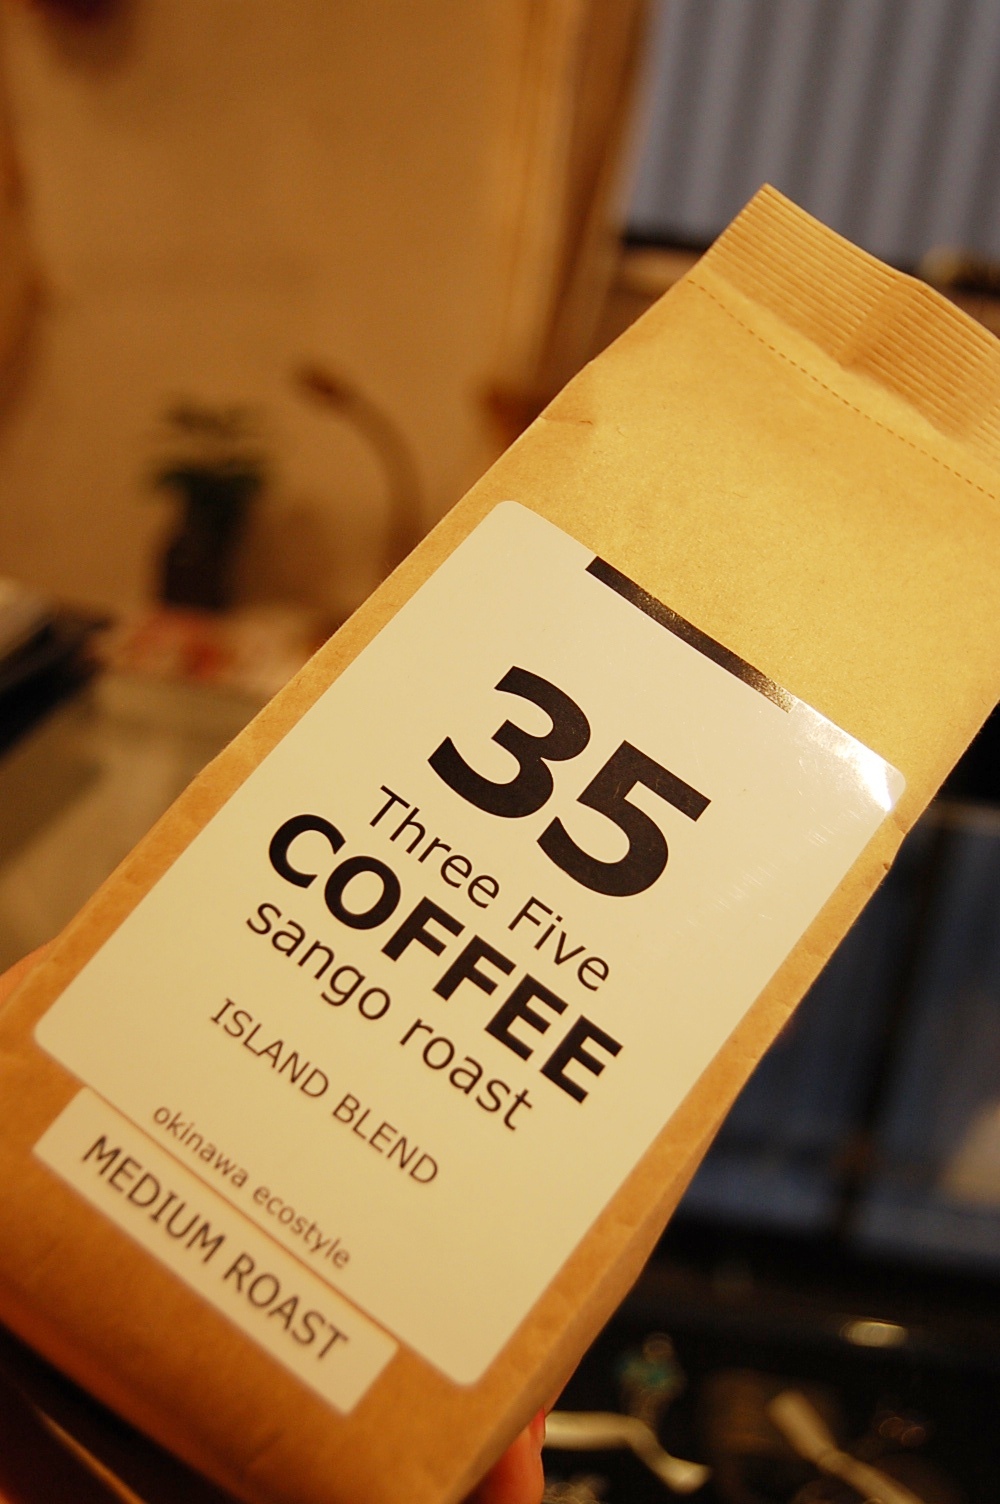 35
Three Five
COFFEE
sango roast
ISLAND BLEND
okinawa ecostyle
MEDIUM ROAST